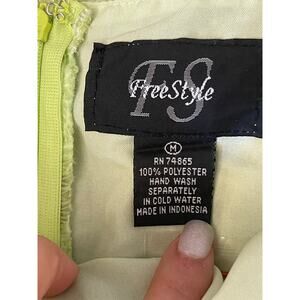 FS
FreeStyle
M
RN 74865
100% POLYESTER
HAND WASH
SEPARATELY
IN COLD WATER
MADE IN INDONESIA